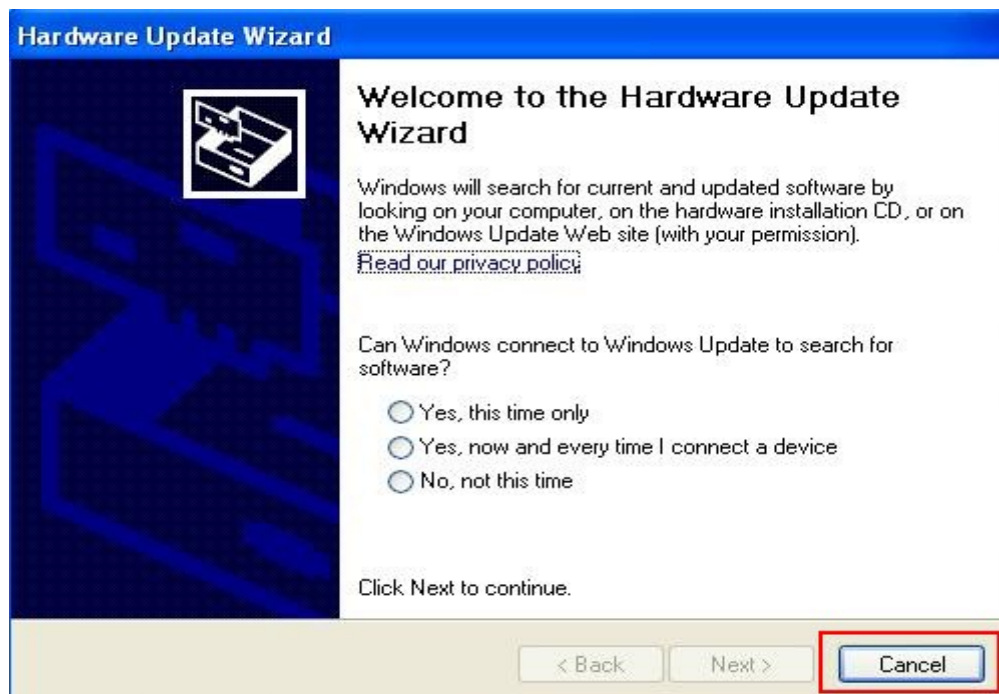 Hardware Update Wizard
Welcome to the Hardware Update
Wizard
Windows will search for current and updated software by
looking on your computer, on the hardware installation CD, or on
the Windows Update Web site (with your permission).
Read our privacy policy
Can Windows connect to Windows Update to search for
software?
Yes, this time only
Yes, now and every time I connect a device
No, not this time
Click Next to continue.
< Back Next > Cancel